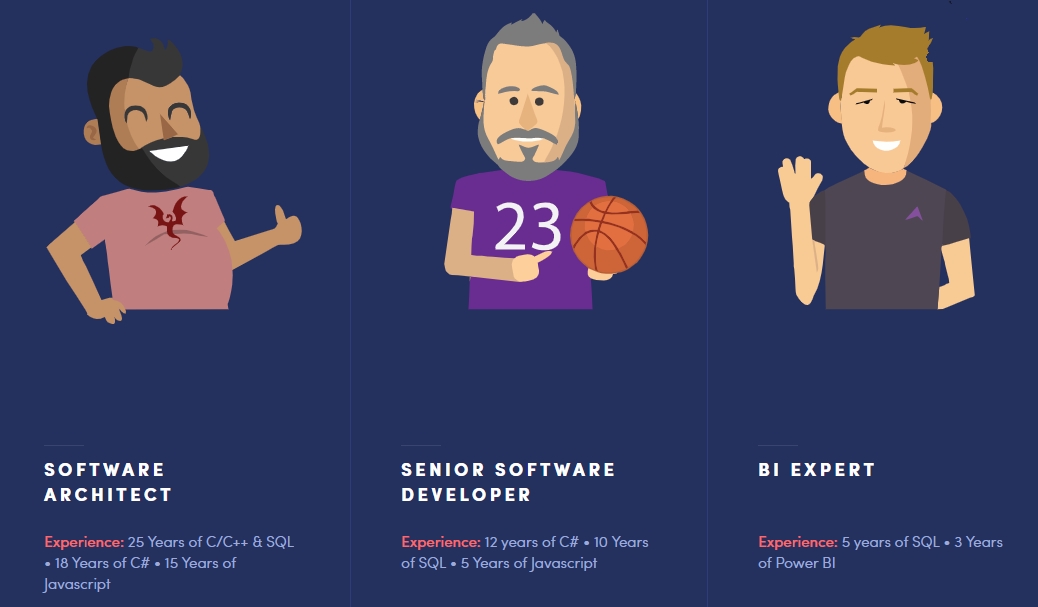 23
SOFTWARE
ARCHITECT
Experience: 25 Years of C/C++ & SQL
• 18 Years of C# • 15 Years of
Javascript
SENIOR SOFTWARE
DEVELOPER
Experience: 12 years of C# • 10 Years
of SQL • 5 Years of Javascript
BI EXPERT
Experience: 5 years of SQL • 3 Years
of Power BI